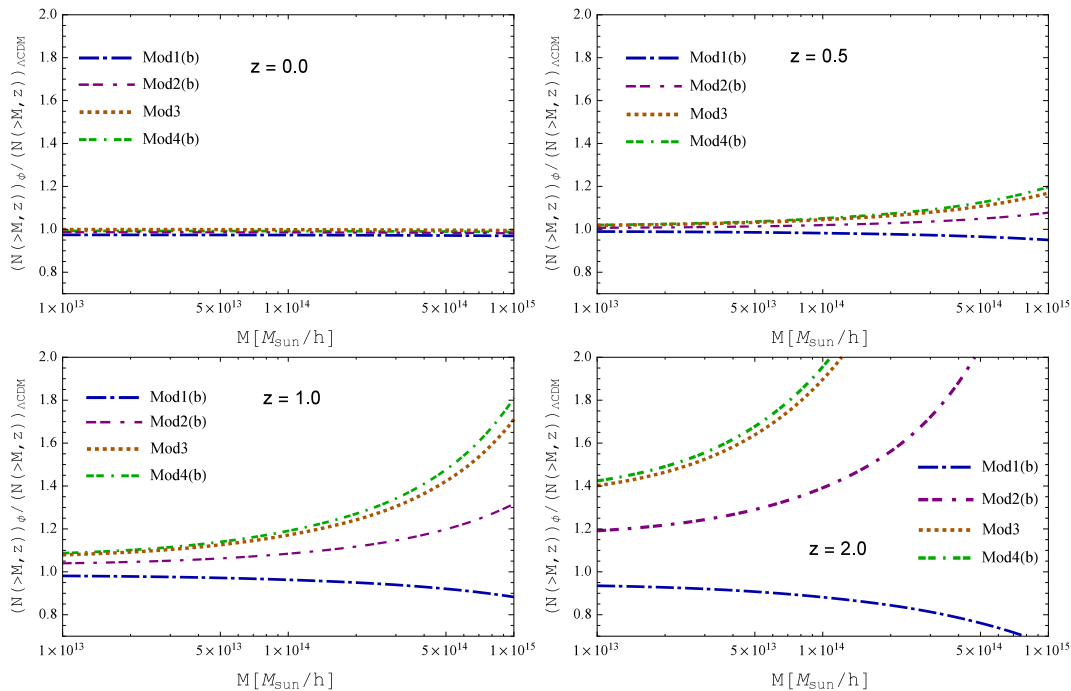 (N(>M,z))ϕ/(N(>M,z))ΛCDM
2.0
1.8
1.6
1.4
1.2
1.0
0.8
Mod1(b)
Mod2(b)
Mod3
Mod4(b)
z = 0.0
1×10¹³
5×10¹³
1×10¹⁴
5×10¹⁴
1×10¹⁵
M[Msun/h]
(N(>M,z))ϕ/(N(>M,z))ΛCDM
2.0
1.8
1.6
1.4
1.2
1.0
0.8
Mod1(b)
Mod2(b)
Mod3
Mod4(b)
z = 0.5
1×10¹³
5×10¹³
1×10¹⁴
5×10¹⁴
1×10¹⁵
M[Msun/h]
(N(>M,z))ϕ/(N(>M,z))ΛCDM
2.0
1.8
1.6
1.4
1.2
1.0
0.8
Mod1(b)
Mod2(b)
Mod3
Mod4(b)
z = 1.0
1×10¹³
5×10¹³
1×10¹⁴
5×10¹⁴
1×10¹⁵
M[Msun/h]
(N(>M,z))ϕ/(N(>M,z))ΛCDM
2.0
1.8
1.6
1.4
1.2
1.0
0.8
Mod1(b)
Mod2(b)
Mod3
Mod4(b)
z = 2.0
1×10¹³
5×10¹³
1×10¹⁴
5×10¹⁴
1×10¹⁵
M[Msun/h]